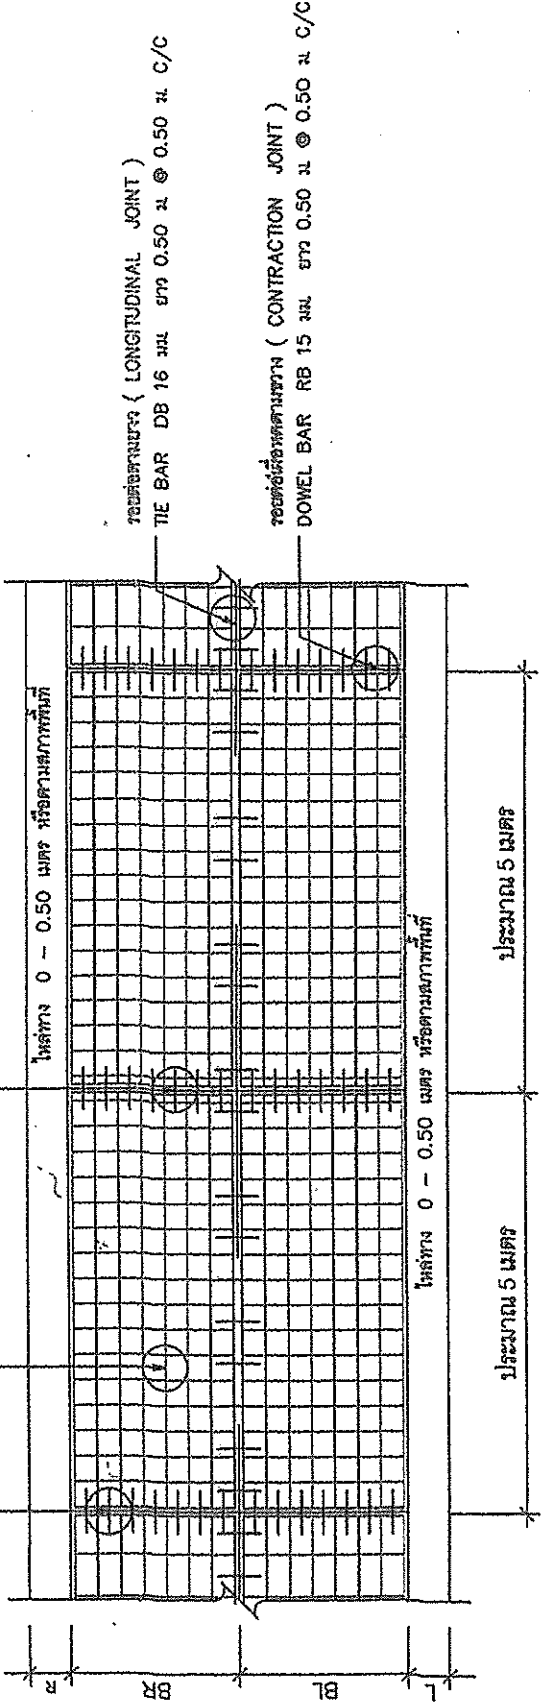 รอยต่อตามยาว ( LONGITUDINAL JOINT )
TIE BAR DB 16 มม ยาว 0.50 ม @ 0.50 ม C/C
รอยต่อเผื่อหดตามขวาง ( CONTRACTION JOINT )
DOWEL BAR RB 15 มม ยาว 0.50 ม @ 0.50 ม C/C
ไหล่ทาง 0 - 0.50 เมตร หรือตามสภาพพื้นที่
ไหล่ทาง 0 - 0.50 เมตร หรือตามสภาพพื้นที่
ประมาณ 5 เมตร
ประมาณ 5 เมตร
R
BR
BL
L